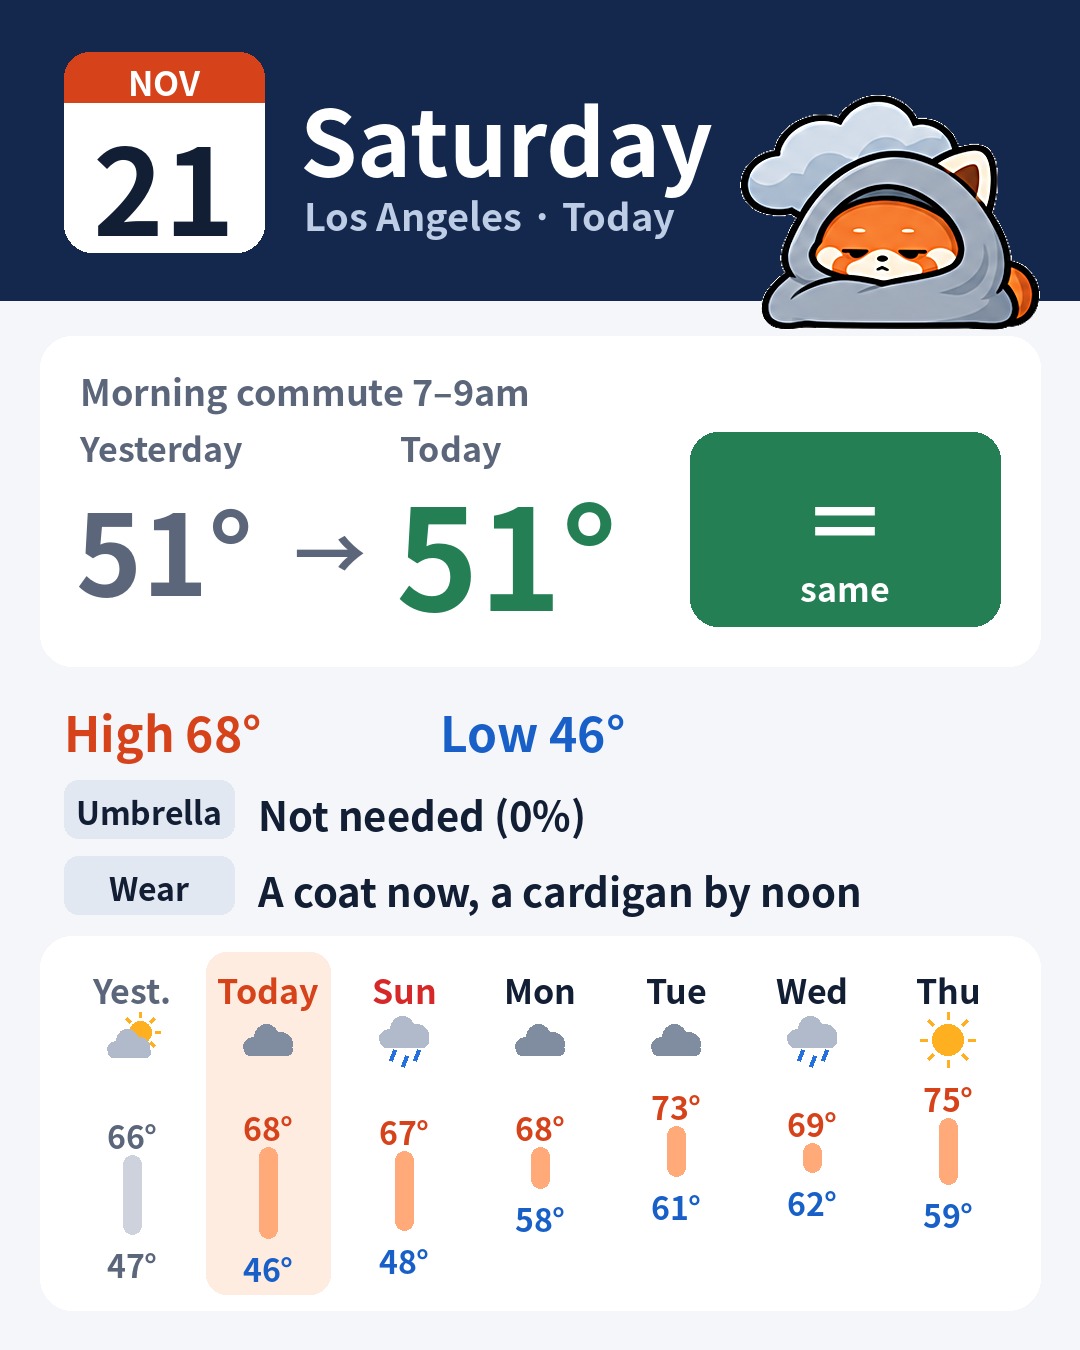 NOV
21
Saturday
Los Angeles · Today
Morning commute 7–9am
Yesterday
Today
51° → 51°
=
same
High 68°
Low 46°
Umbrella
Not needed (0%)
Wear
A coat now, a cardigan by noon
Yest. Today Sun Mon Tue Wed Thu
66° 68° 67° 68° 73° 69° 75°
47° 46° 48° 58° 61° 62° 59°